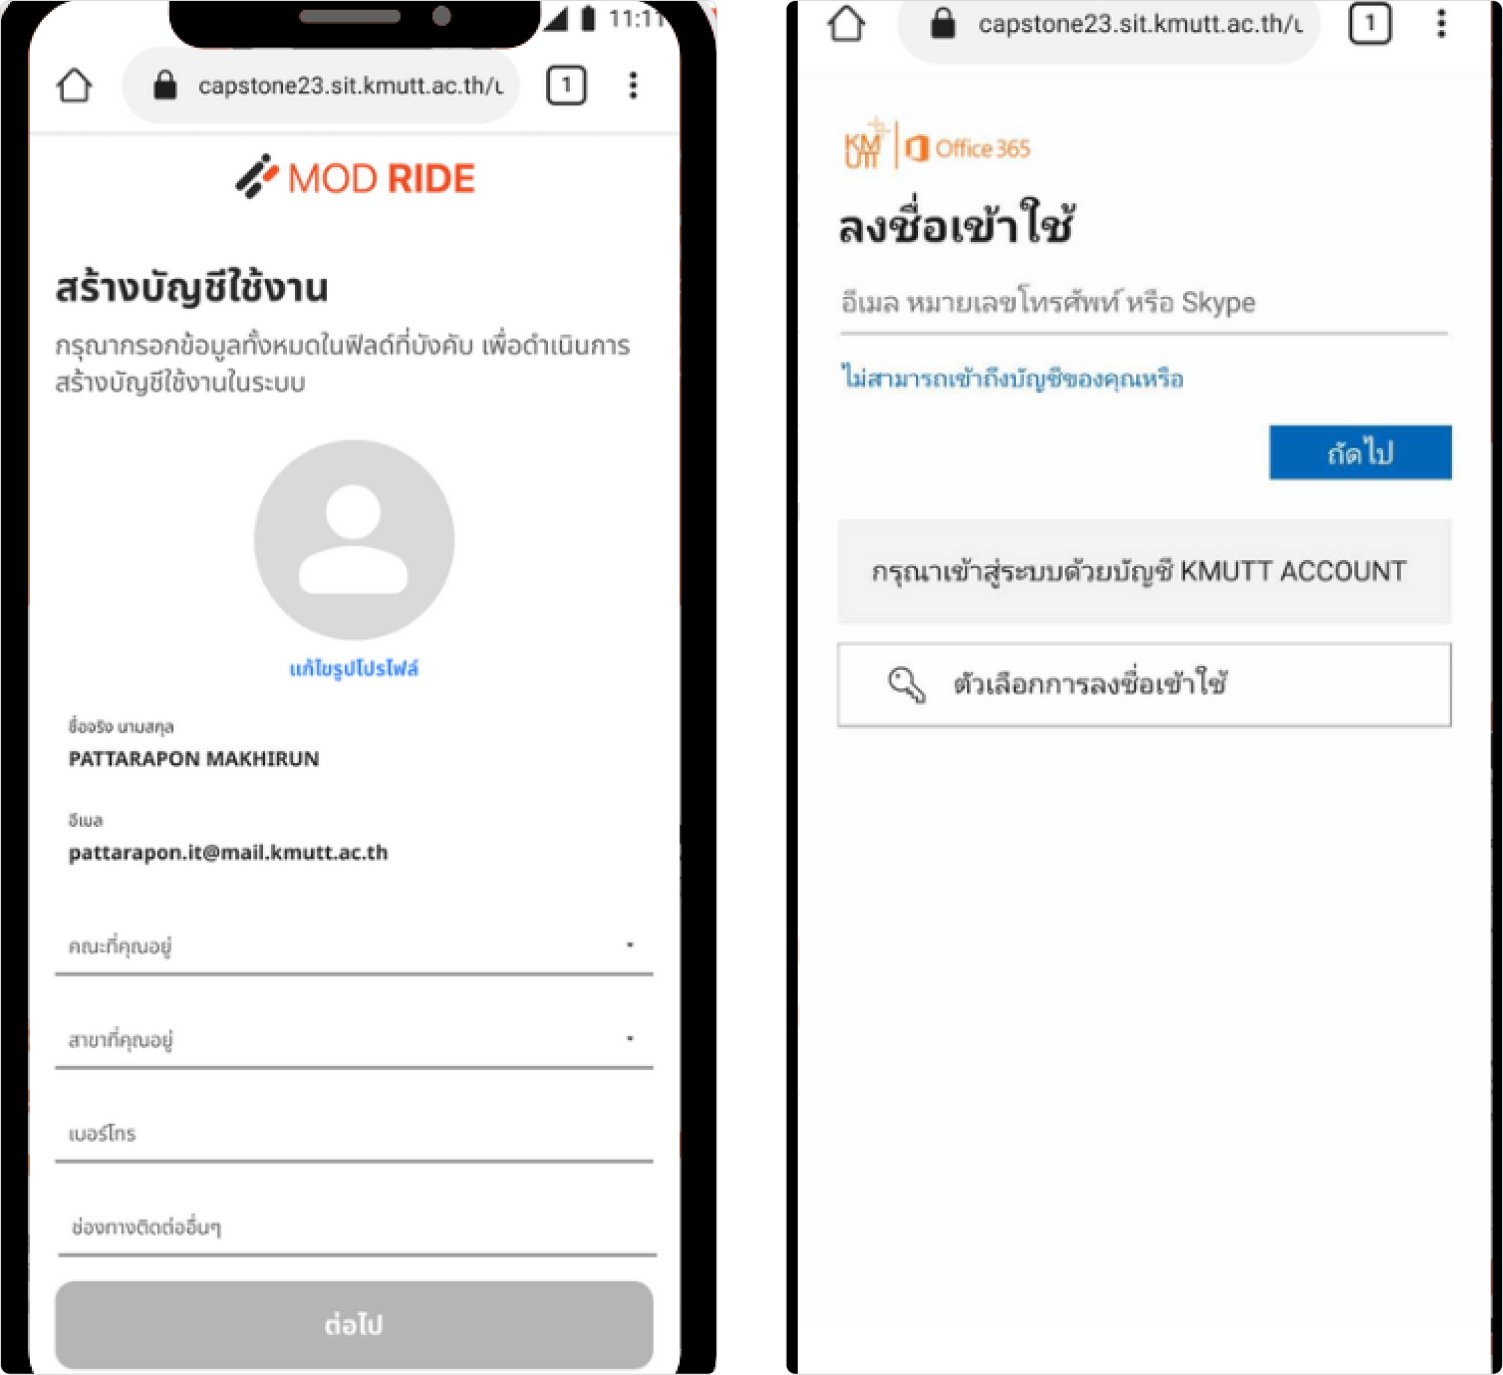 11:11
capstone23.sit.kmutt.ac.th/u
1
MOD RIDE
สร้างบัญชีใช้งาน
กรุณากรอกข้อมูลทั้งหมดในฟิลด์ที่บังคับ เพื่อดำเนินการ
สร้างบัญชีใช้งานในระบบ
แก้ไขรูปโปรไฟล์
ชื่อจริง นามสกุล
PATTARAPON MAKHIRUN
อีเมล
pattarapon.it@mail.kmutt.ac.th
คณะที่คุณอยู่
สาขาที่คุณอยู่
เบอร์โทร
ช่องทางติดต่ออื่นๆ
ต่อไป
capstone23.sit.kmutt.ac.th/u
1
KMUTT Office 365
ลงชื่อเข้าใช้
อีเมล หมายเลขโทรศัพท์ หรือ Skype
ไม่สามารถเข้าถึงบัญชีของคุณหรือ
ถัดไป
กรุณาเข้าสู่ระบบด้วยบัญชี KMUTT ACCOUNT
ตัวเลือกการลงชื่อเข้าใช้